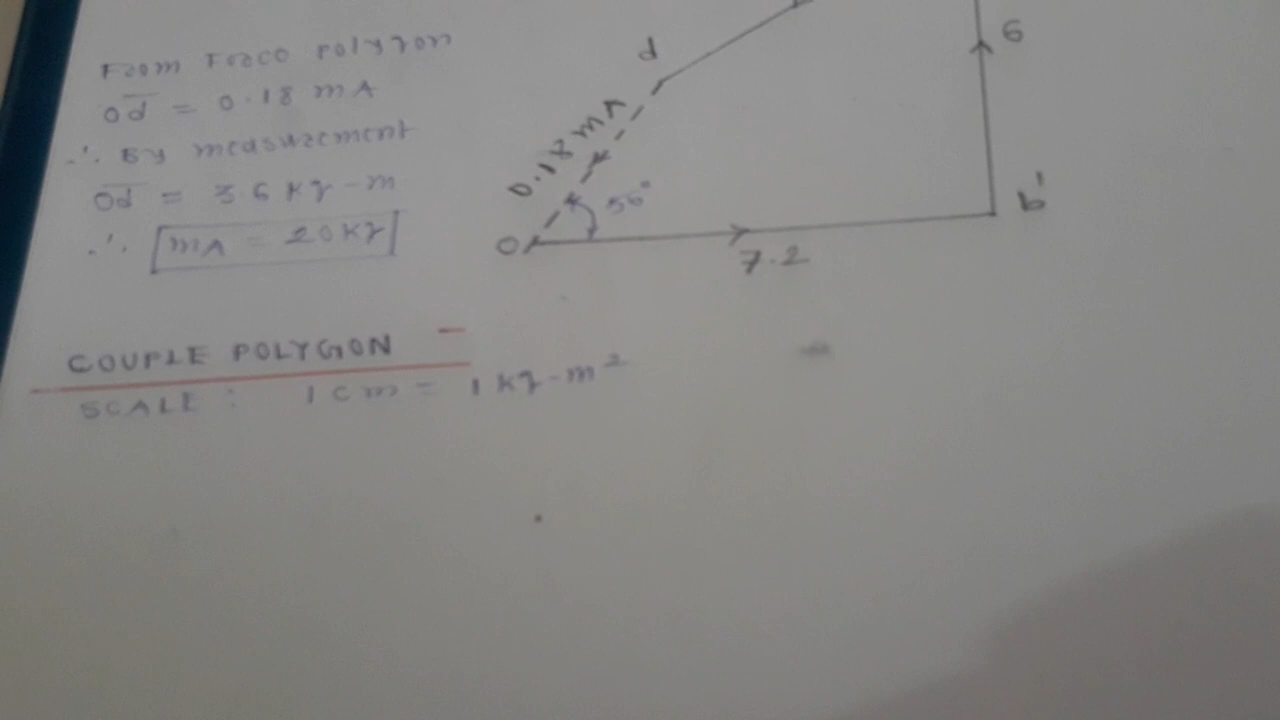 From Force Polygon
od = 0.18 mA
∴ By measurement
od = 3.6 kg-m
∴ mA = 20 kg
d
0.18 mA
50°
o
7.2
6
b'
COUPLE POLYGON -
SCALE : 1 cm = 1 kg-m²